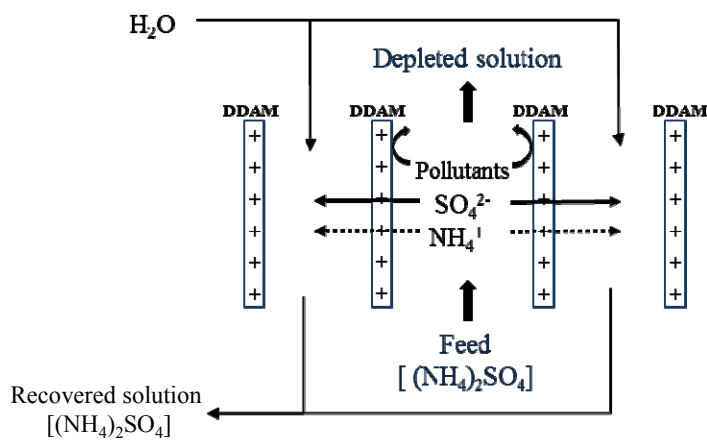 H₂O
Depleted solution
DDAM DDAM DDAM DDAM
+ + + +
+ + + +
Pollutants
+ + + +
SO₄²⁻
+ + + +
NH₄⁺
+ + + +
+ + + +
Feed
[ (NH₄)₂SO₄]
Recovered solution
[(NH₄)₂SO₄]